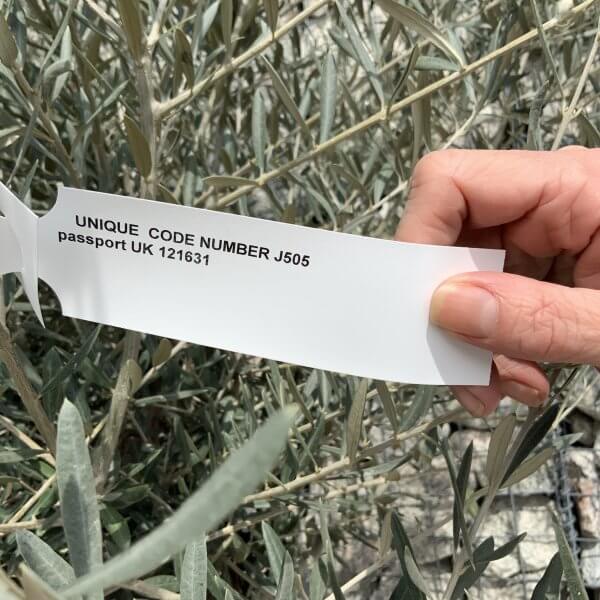 UNIQUE CODE NUMBER J505
passport UK 121631